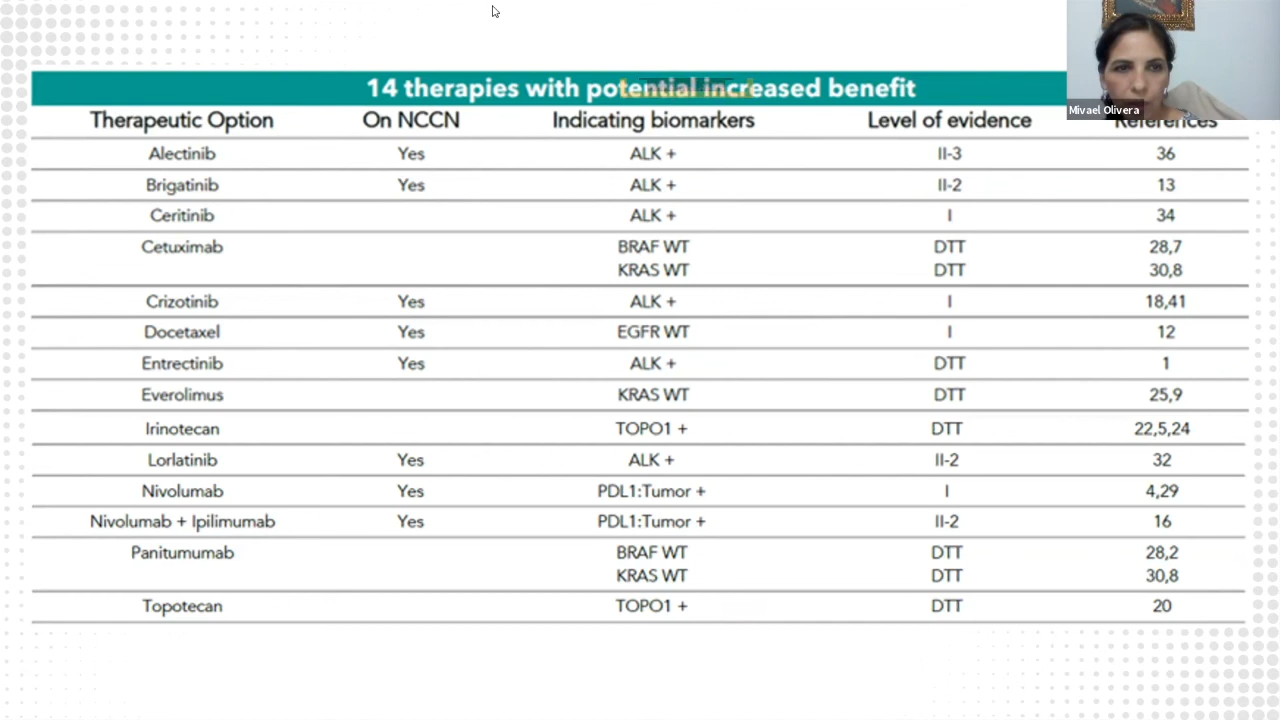 14 therapies with potential increased benefit
Mivael Olivera
Therapeutic Option On NCCN Indicating biomarkers Level of evidence References
Alectinib Yes ALK + II-3 36
Brigatinib Yes ALK + II-2 13
Ceritinib ALK + I 34
Cetuximab BRAF WT DTT 28,7
KRAS WT DTT 30,8
Crizotinib Yes ALK + I 18,41
Docetaxel Yes EGFR WT I 12
Entrectinib Yes ALK + DTT 1
Everolimus KRAS WT DTT 25,9
Irinotecan TOPO1 + DTT 22,5,24
Lorlatinib Yes ALK + II-2 32
Nivolumab Yes PDL1:Tumor + I 4,29
Nivolumab + Ipilimumab Yes PDL1:Tumor + II-2 16
Panitumumab BRAF WT DTT 28,2
KRAS WT DTT 30,8
Topotecan TOPO1 + DTT 20